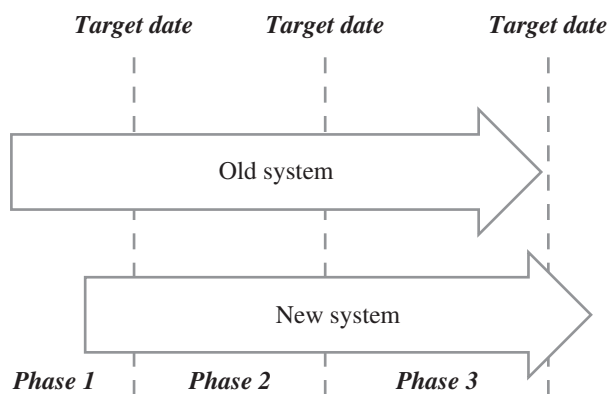 Target date Target date Target date
Old system
New system
Phase 1 Phase 2 Phase 3